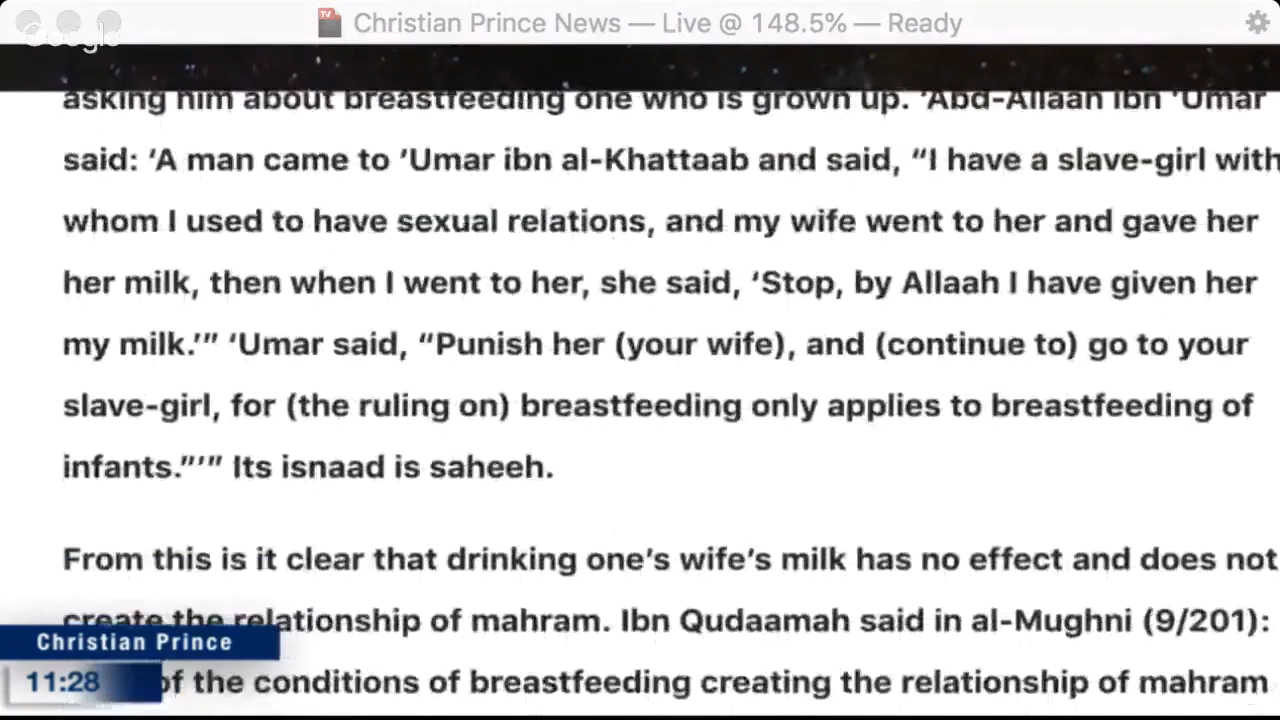 Christian Prince News — Live @ 148.5% — Ready
Google
asking him about breastfeeding one who is grown up. 'Abd-Allaah ibn 'Umar
said: ‘A man came to ‘Umar ibn al-Khattaab and said, “I have a slave-girl with
whom I used to have sexual relations, and my wife went to her and gave her
her milk, then when I went to her, she said, ‘Stop, by Allaah I have given her
my milk.’” ‘Umar said, “Punish her (your wife), and (continue to) go to your
slave-girl, for (the ruling on) breastfeeding only applies to breastfeeding of
infants.”’” Its isnaad is saheeh.
From this is it clear that drinking one’s wife’s milk has no effect and does not
create the relationship of mahram. Ibn Qudaamah said in al-Mughni (9/201):
of the conditions of breastfeeding creating the relationship of mahram
Christian Prince
11:28